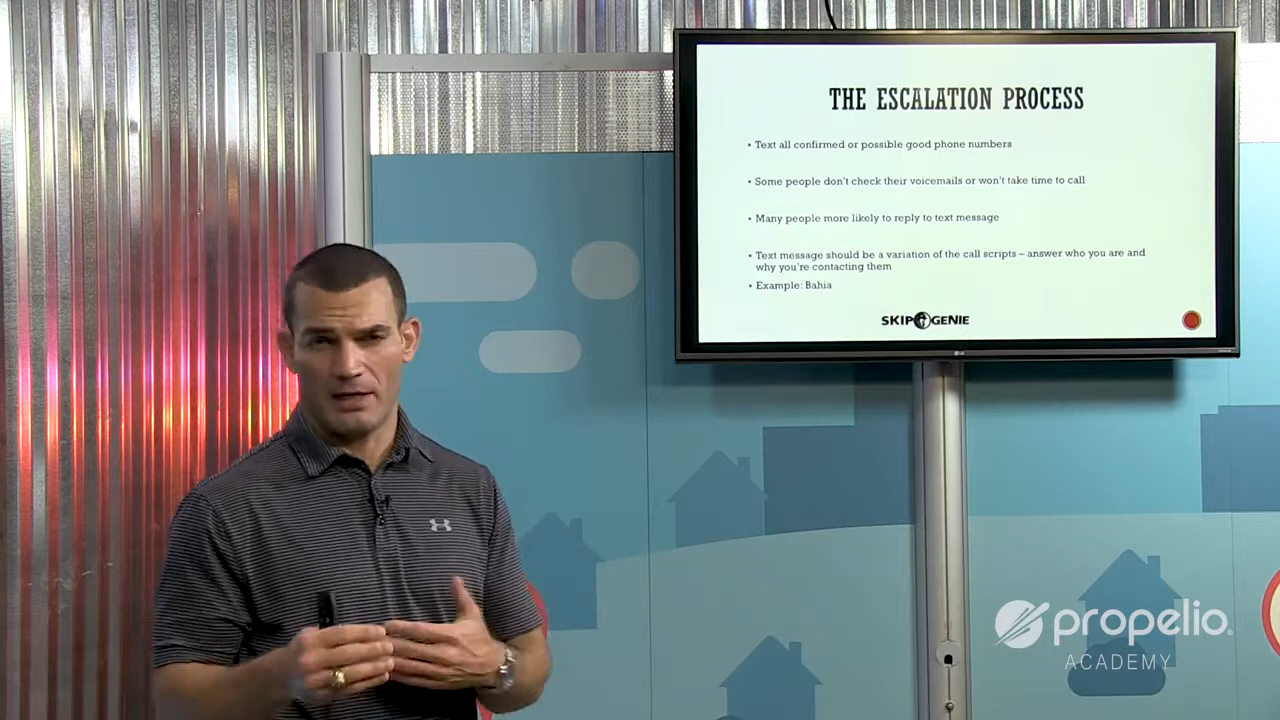 THE ESCALATION PROCESS
• Text all confirmed or possible good phone numbers
• Some people don't check their voicemails or won't take time to call
• Many people more likely to reply to text message
• Text message should be a variation of the call scripts – answer who you are and
why you're contacting them
• Example: Bahia
SKIP GENIE
LG
propelio
ACADEMY